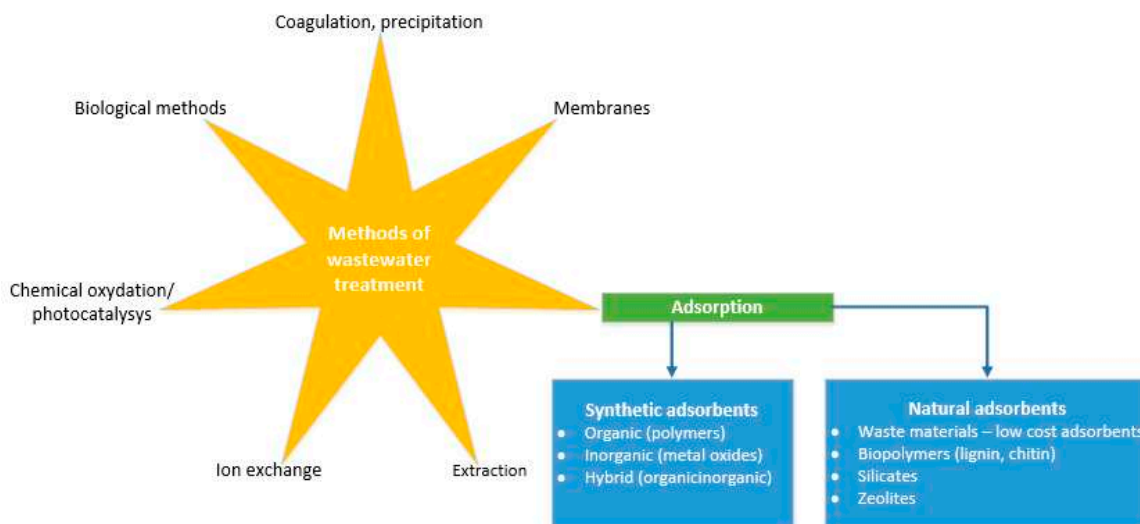 Coagulation, precipitation
Biological methods
Membranes
Methods of
wastewater
treatment
Chemical oxydation/
photocatalysys
Adsorption
Ion exchange
Extraction
Synthetic adsorbents
• Organic (polymers)
• Inorganic (metal oxides)
• Hybrid (organicinorganic)
Natural adsorbents
• Waste materials – low cost adsorbents
• Biopolymers (lignin, chitin)
• Silicates
• Zeolites